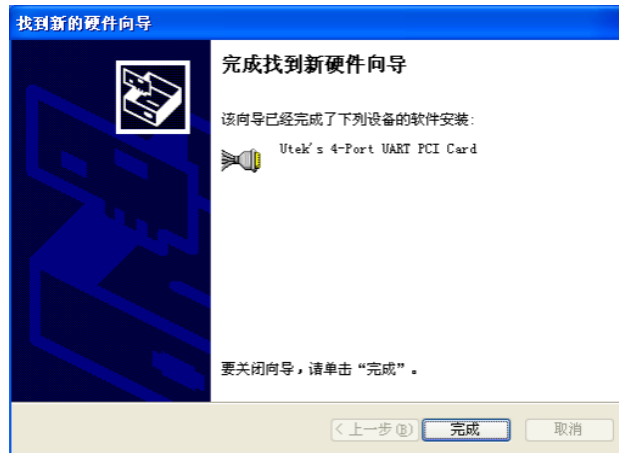 找到新的硬件向导
完成找到新硬件向导
该向导已经完成了下列设备的软件安装:
Utek's 4-Port UART PCI Card
要关闭向导，请单击“完成”。
<上一步(B)
完成
取消